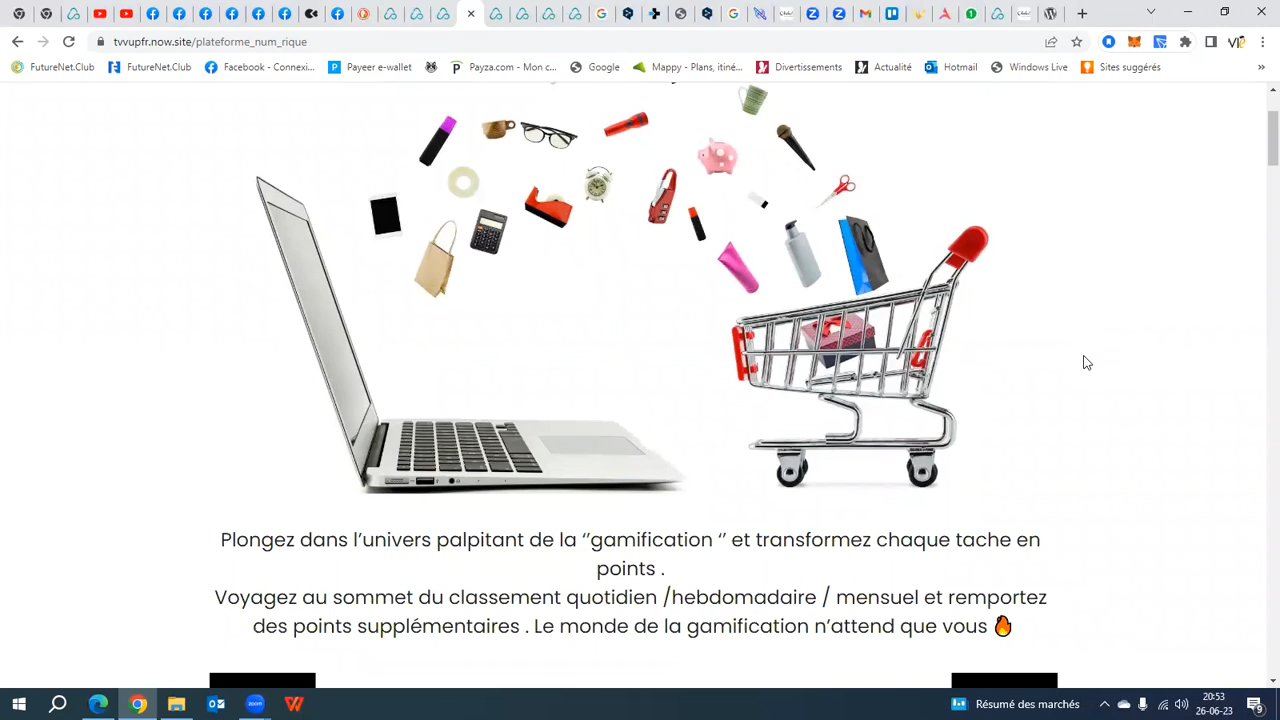 tvvupfr.now.site/plateforme_num_rique
FutureNet.Club
FutureNet.Club
Facebook - Connexi...
Payeer e-wallet
Payza.com - Mon c...
Google
Mappy - Plans, itiné...
Divertissements
Actualité
Hotmail
Windows Live
Sites suggérés
»
Plongez dans l’univers palpitant de la ‘’gamification ‘’ et transformez chaque tache en
points .
Voyagez au sommet du classement quotidien /hebdomadaire / mensuel et remportez
des points supplémentaires . Le monde de la gamification n’attend que vous 🔥
Résumé des marchés
20:53
26-06-23